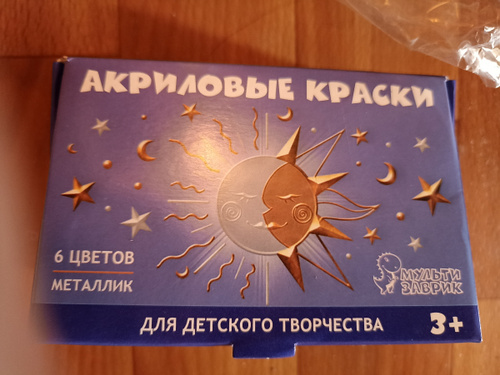 АКРИЛОВЫЕ КРАСКИ
6 ЦВЕТОВ
МЕТАЛЛИК
МУЛЬТИ
ЗАВРИК
ДЛЯ ДЕТСКОГО ТВОРЧЕСТВА
3+